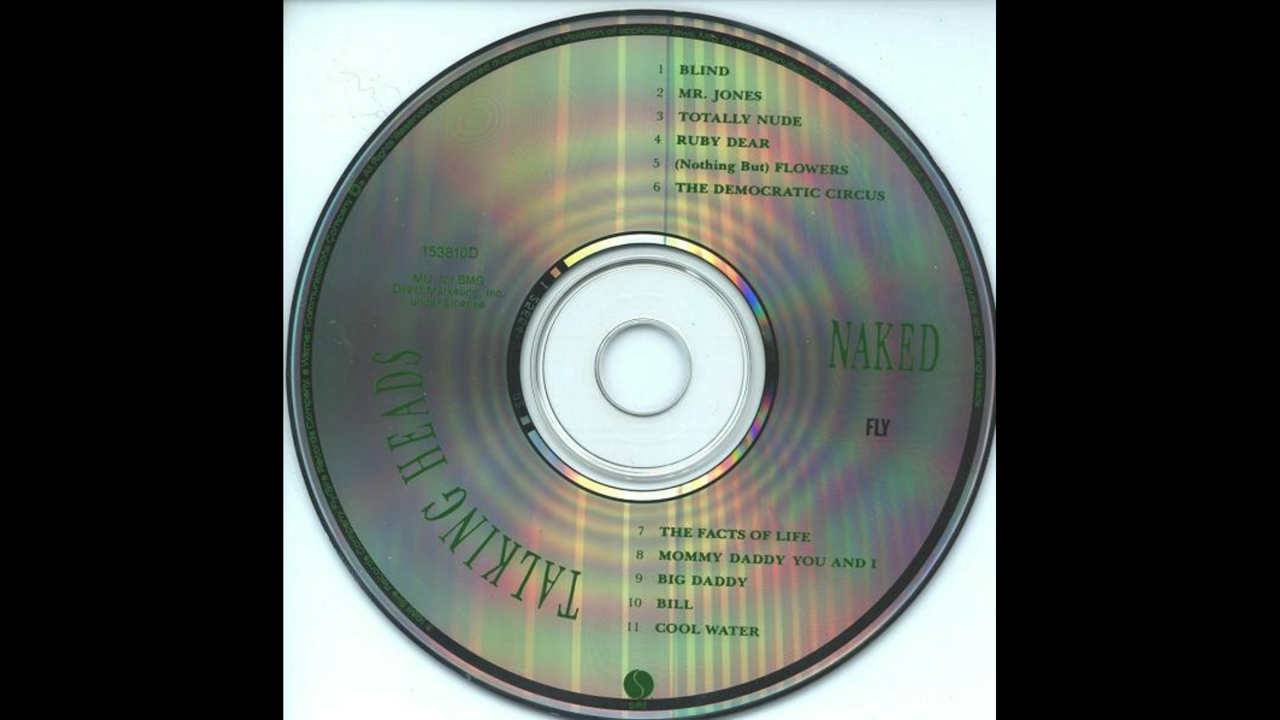 1 BLIND
2 MR. JONES
3 TOTALLY NUDE
4 RUBY DEAR
5 (Nothing But) FLOWERS
6 THE DEMOCRATIC CIRCUS
153810D
Mfg. for BMG
Direct Marketing, Inc.
under License
NAKED
FLY
TALKING HEADS
7 THE FACTS OF LIFE
8 MOMMY DADDY YOU AND I
9 BIG DADDY
10 BILL
11 COOL WATER